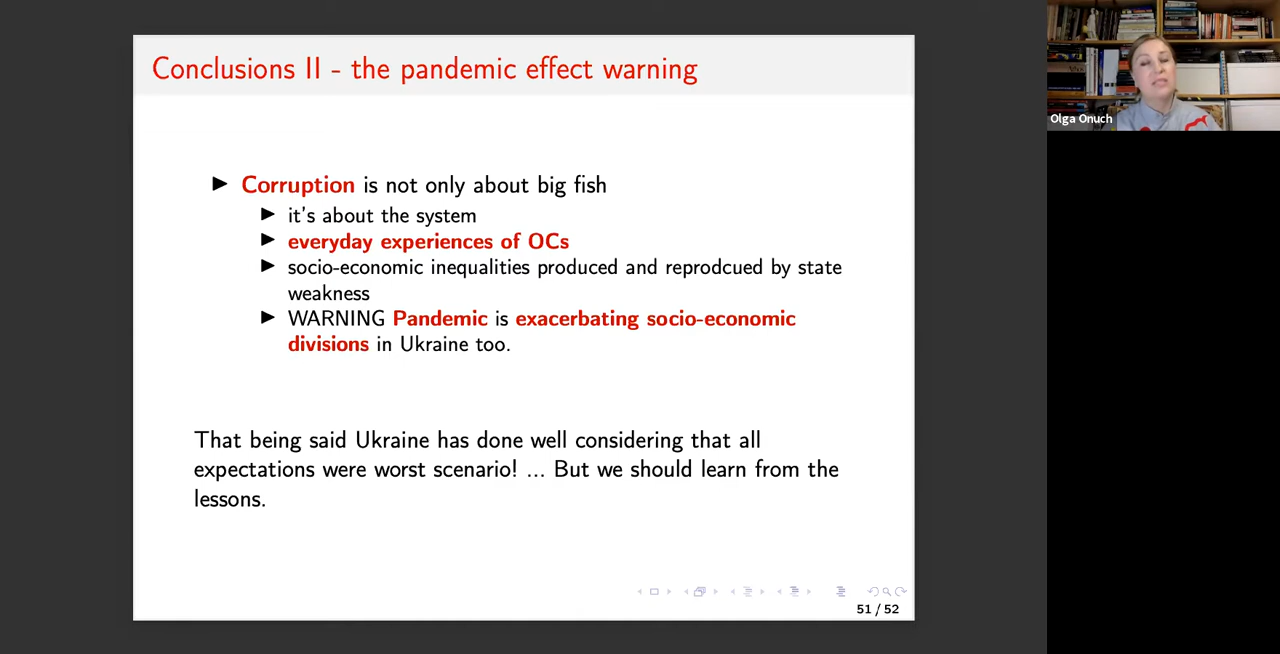 Conclusions II - the pandemic effect warning
Corruption is not only about big fish
it's about the system
everyday experiences of OCs
socio-economic inequalities produced and reprodcued by state
weakness
WARNING Pandemic is exacerbating socio-economic
divisions in Ukraine too.
That being said Ukraine has done well considering that all
expectations were worst scenario! ... But we should learn from the
lessons.
51 / 52
Olga Onuch